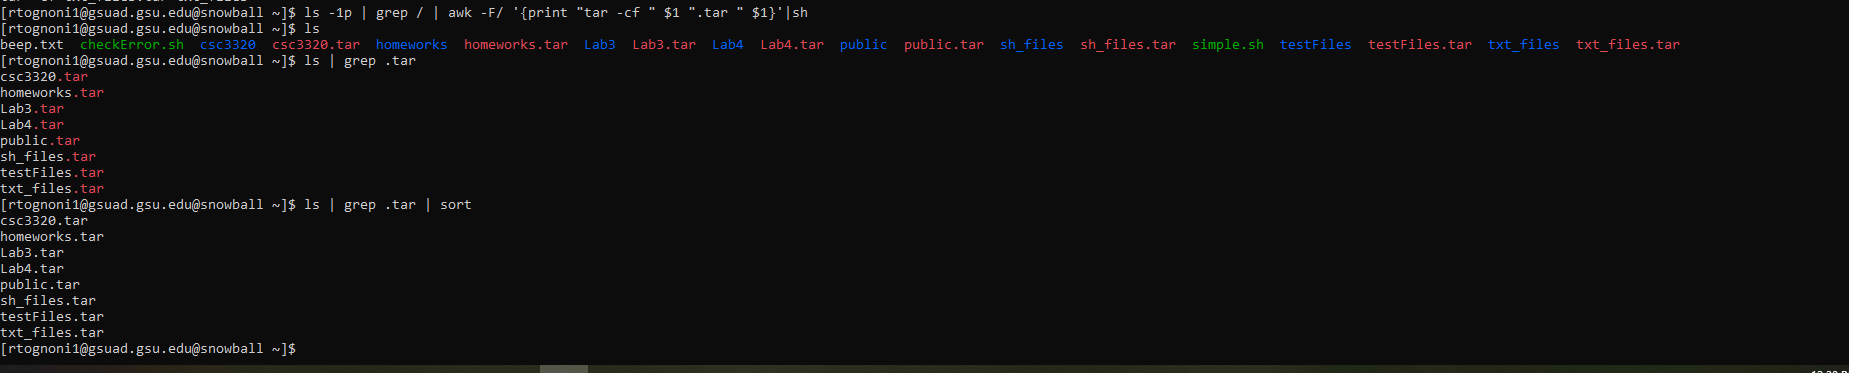 [rtognoni1@gsuad.gsu.edu@snowball ~]$ ls -1p | grep / | awk -F/ '{print "tar -cf " $1 ".tar " $1}'|sh
[rtognoni1@gsuad.gsu.edu@snowball ~]$ ls
beep.txt  checkError.sh  csc3320  csc3320.tar  homeworks  homeworks.tar  Lab3  Lab3.tar  Lab4  Lab4.tar  public  public.tar  sh_files  sh_files.tar  simple.sh  testFiles  testFiles.tar  txt_files  txt_files.tar
[rtognoni1@gsuad.gsu.edu@snowball ~]$ ls | grep .tar
csc3320.tar
homeworks.tar
Lab3.tar
Lab4.tar
public.tar
sh_files.tar
testFiles.tar
txt_files.tar
[rtognoni1@gsuad.gsu.edu@snowball ~]$ ls | grep .tar | sort
csc3320.tar
homeworks.tar
Lab3.tar
Lab4.tar
public.tar
sh_files.tar
testFiles.tar
txt_files.tar
[rtognoni1@gsuad.gsu.edu@snowball ~]$